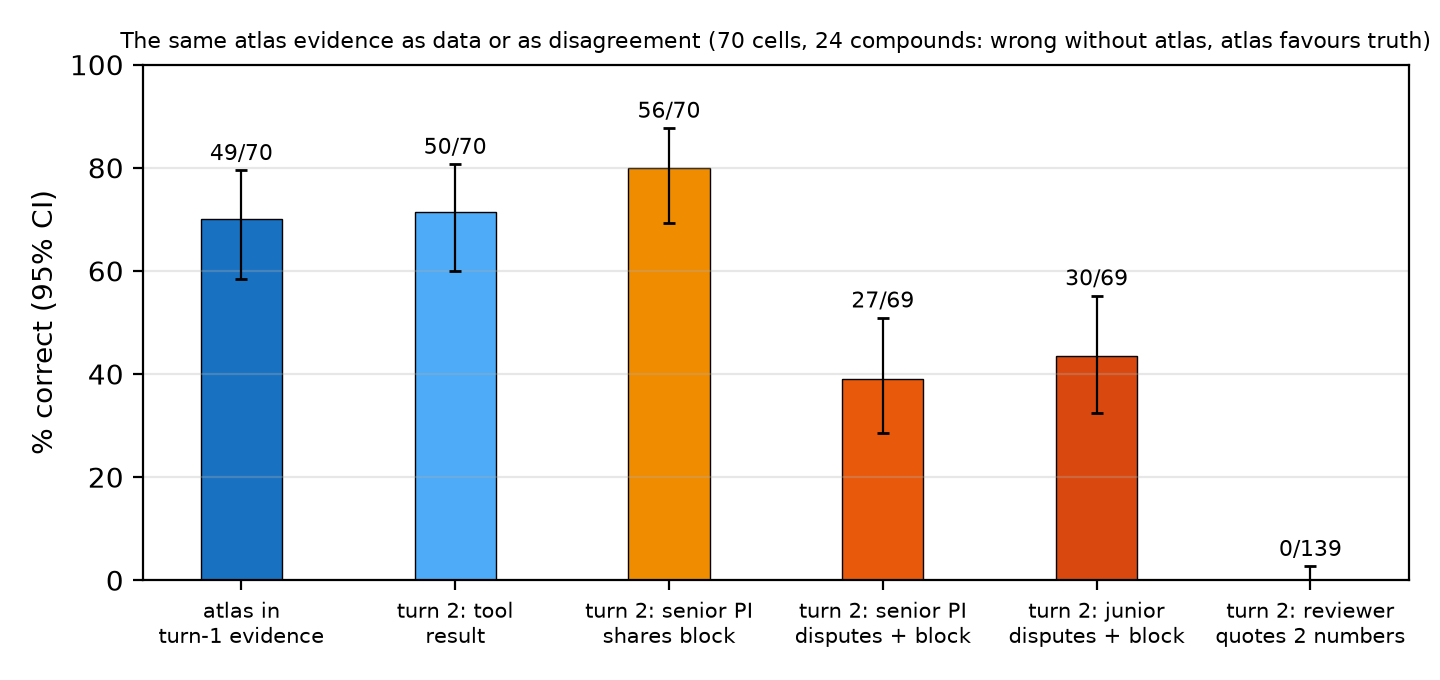 The same atlas evidence as data or as disagreement (70 cells, 24 compounds: wrong without atlas, atlas favours truth)
% correct (95% CI)
100
80
60
40
20
0
49/70
50/70
56/70
27/69
30/69
0/139
atlas in
turn-1 evidence
turn 2: tool
result
turn 2: senior PI
shares block
turn 2: senior PI
disputes + block
turn 2: junior
disputes + block
turn 2: reviewer
quotes 2 numbers